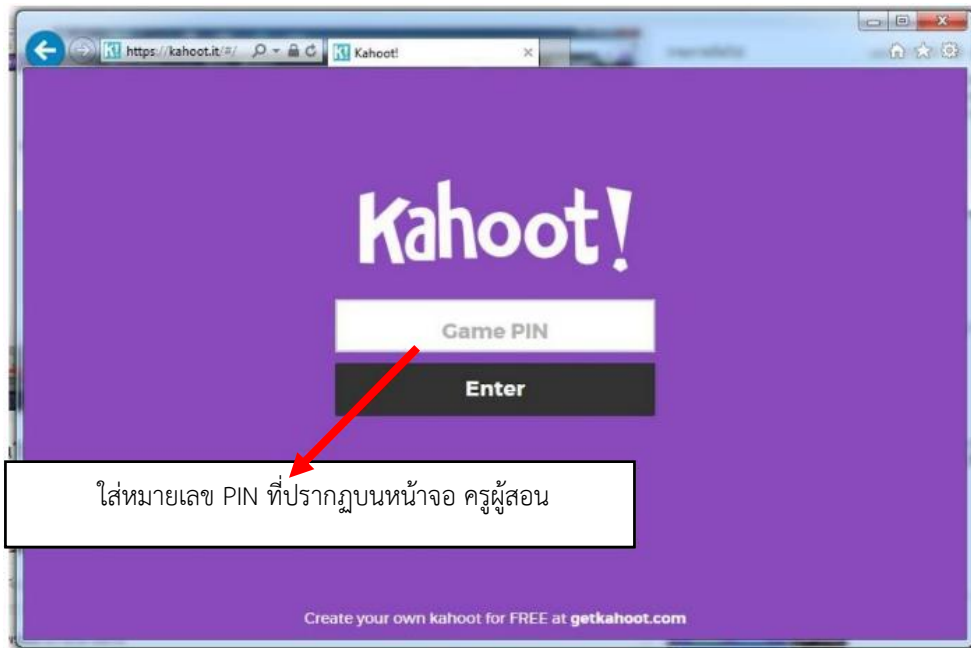 https://kahoot.it/#/
Kahoot!
Kahoot!
Game PIN
Enter
ใส่หมายเลข PIN ที่ปรากฏบนหน้าจอ ครูผู้สอน
Create your own kahoot for FREE at getkahoot.com